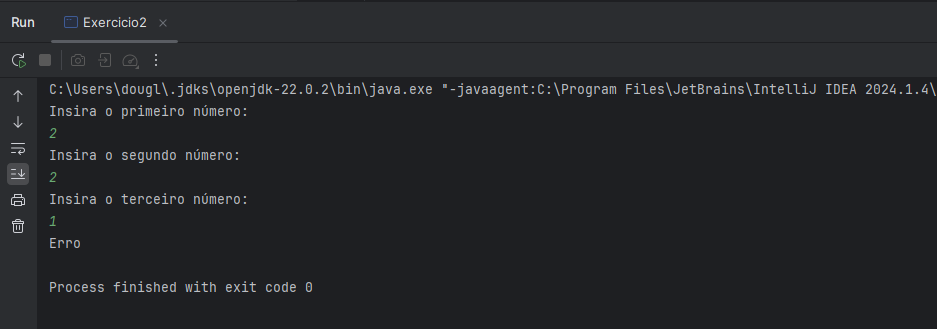 Run Exercicio2
C:\Users\dougl\.jdks\openjdk-22.0.2\bin\java.exe "-javaagent:C:\Program Files\JetBrains\IntelliJ IDEA 2024.1.4\
Insira o primeiro número:
2
Insira o segundo número:
2
Insira o terceiro número:
1
Erro
Process finished with exit code 0